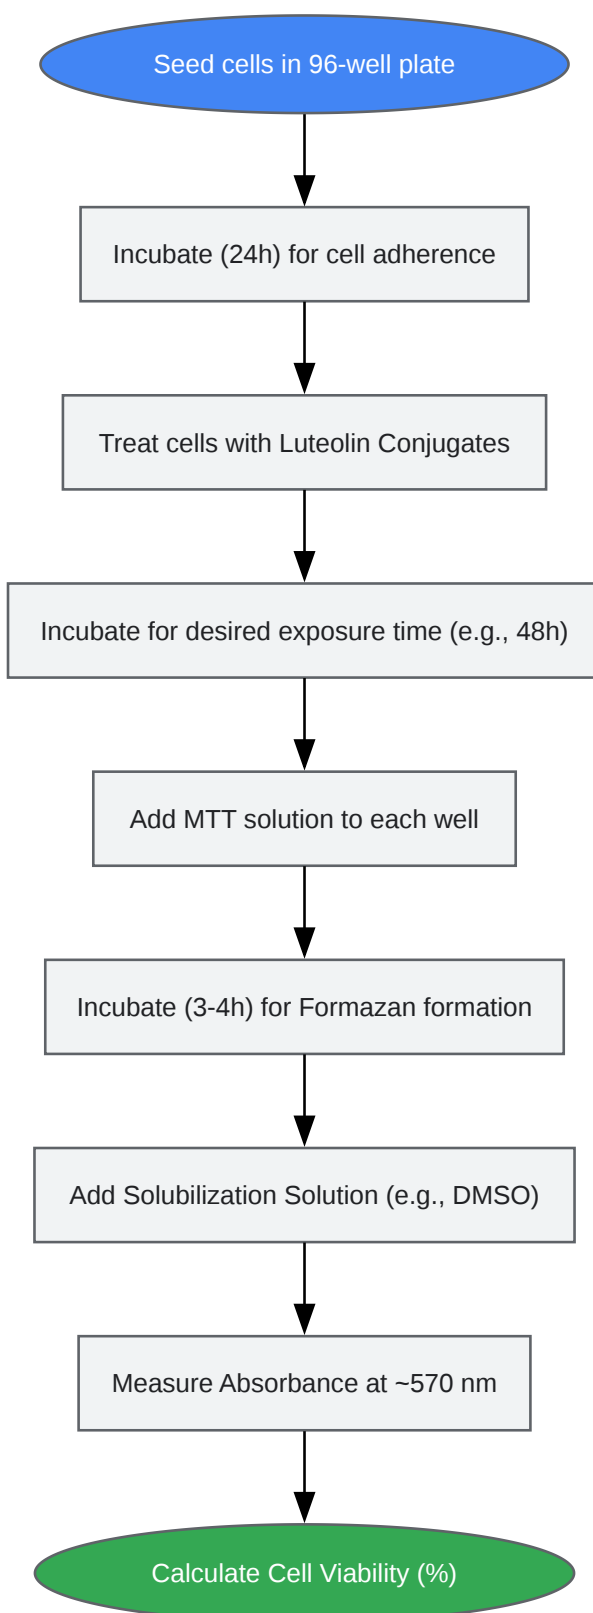 Seed cells in 96-well plate
Incubate (24h) for cell adherence
Treat cells with Luteolin Conjugates
Incubate for desired exposure time (e.g., 48h)
Add MTT solution to each well
Incubate (3-4h) for Formazan formation
Add Solubilization Solution (e.g., DMSO)
Measure Absorbance at ~570 nm
Calculate Cell Viability (%)